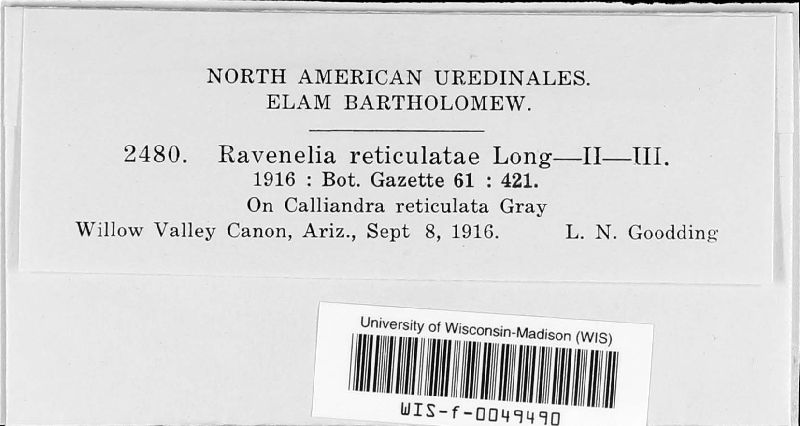 NORTH AMERICAN UREDINALES.
ELAM BARTHOLOMEW.
2480. Ravenelia reticulatae Long—II—III.
1916 : Bot. Gazette 61 : 421.
On Calliandra reticulata Gray
Willow Valley Canon, Ariz., Sept 8, 1916. L. N. Goodding
University of Wisconsin-Madison (WIS)
WIS-f-0049490